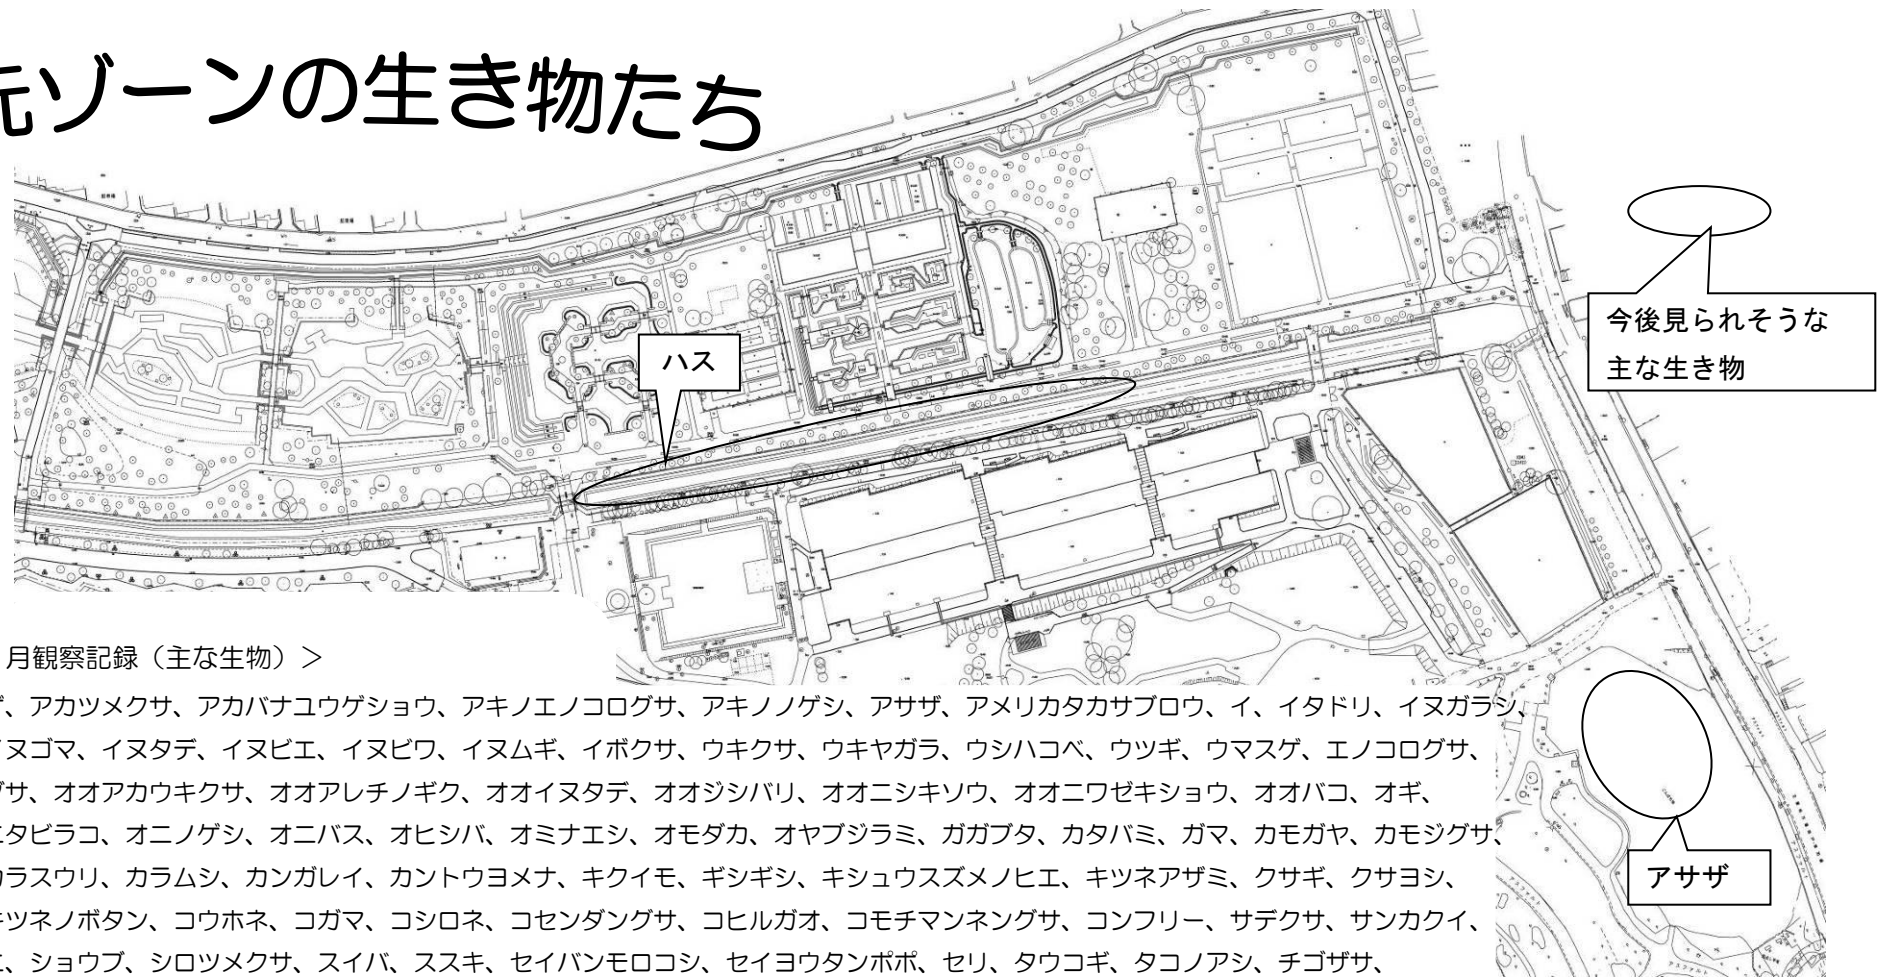 元ゾーンの生き物たち
ハス
今後見られそうな
主な生き物
アサザ
月観察記録（主な生物）＞
、アカツメクサ、アカバナユウゲショウ、アキノエノコログサ、アキノノゲシ、アサザ、アメリカタカサブロウ、イ、イタドリ、イヌガラシ、
イヌゴマ、イヌタデ、イヌビエ、イヌビワ、イヌムギ、イボクサ、ウキクサ、ウキヤガラ、ウシハコベ、ウツギ、ウマスゲ、エノコログサ、
グサ、オオアカウキクサ、オオアレチノギク、オオイヌタデ、オオジシバリ、オオニシキソウ、オオニワゼキショウ、オオバコ、オギ、
ニタビラコ、オニノゲシ、オニバス、オヒシバ、オミナエシ、オモダカ、オヤブジラミ、ガガブタ、カタバミ、ガマ、カモガヤ、カモジグサ、
カラスウリ、カラムシ、カンガレイ、カントウヨメナ、キクイモ、ギシギシ、キシュウスズメノヒエ、キツネアザミ、クサギ、クサヨシ、
キツネノボタン、コウホネ、コガマ、コシロネ、コセンダングサ、コヒルガオ、コモチマンネングサ、コンフリー、サデクサ、サンカクイ、
、ショウブ、シロツメクサ、スイバ、ススキ、セイバンモロコシ、セイヨウタンポポ、セリ、タウコギ、タコノアシ、チゴザサ、